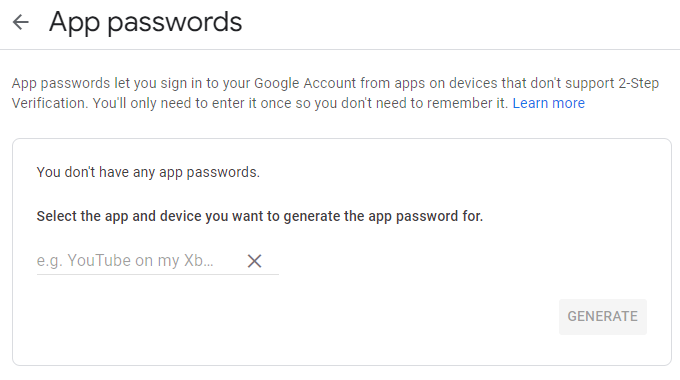 App passwords
App passwords let you sign in to your Google Account from apps on devices that don't support 2-Step
Verification. You'll only need to enter it once so you don't need to remember it. Learn more
You don't have any app passwords.
Select the app and device you want to generate the app password for.
e.g. YouTube on my Xb...
GENERATE